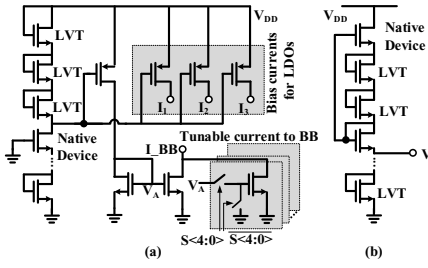 V_DD
LVT
LVT
LVT
Native
Device
I_1
I_2
I_3
Bias currents
for LDOs
Tunable current to BB
I_BB
V_A
V_A
S<4:0>
S<4:0>
(a)
V_DD
Native
Device
LVT
LVT
V
LVT
(b)